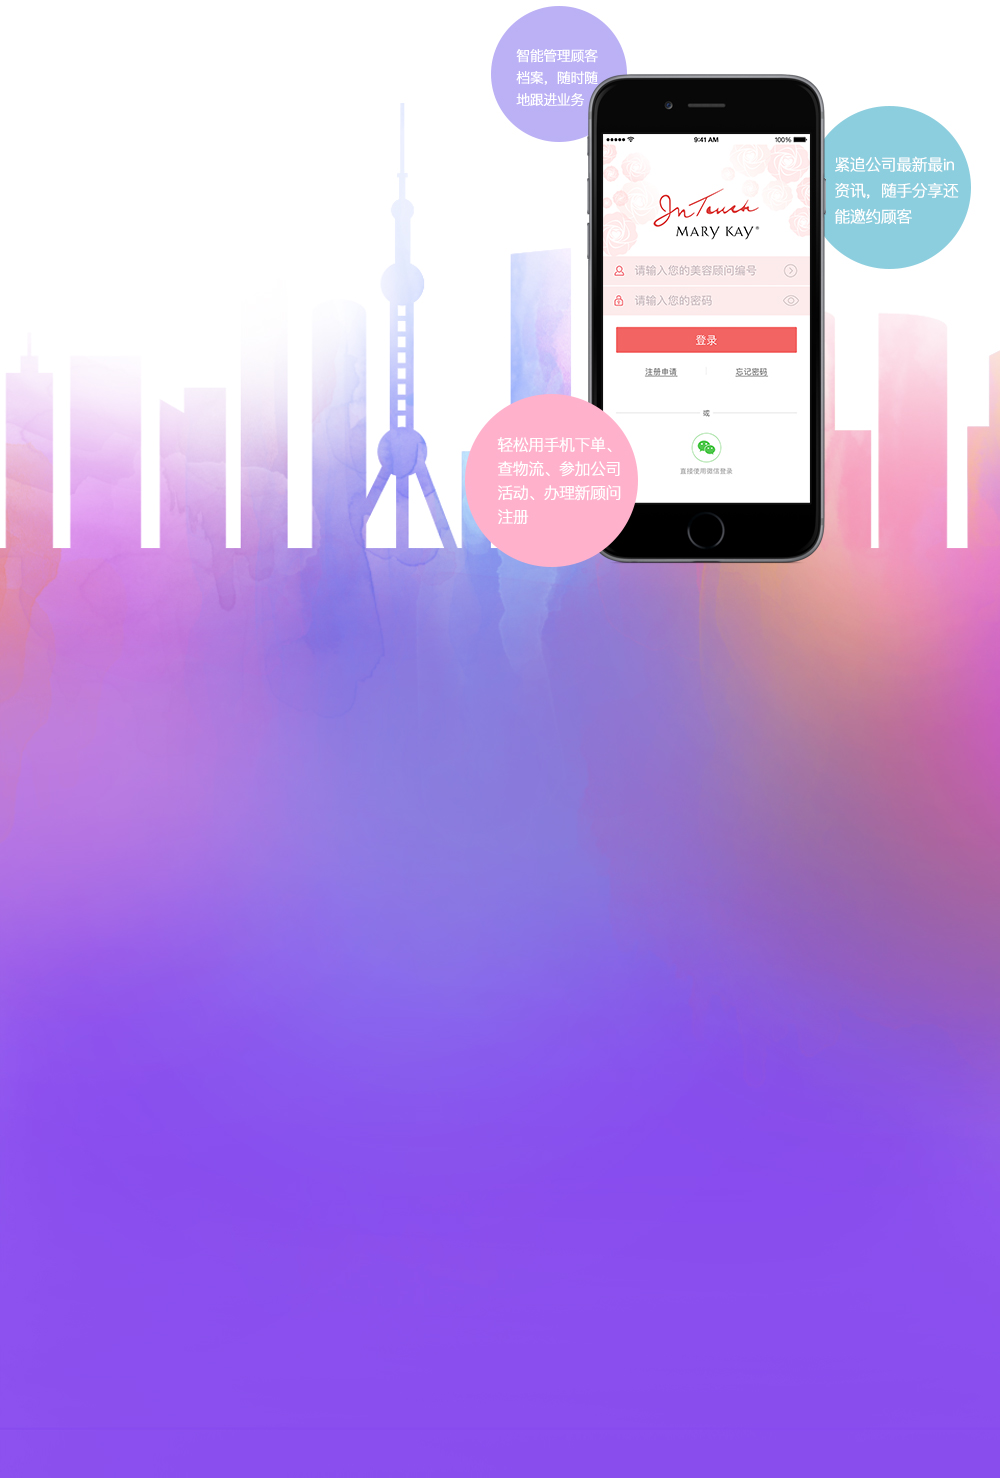 智能管理顾客
档案，随时随
地跟进业务
紧追公司最新最in
资讯，随手分享还
能邀约顾客
9:41 AM
100%
InTouch
MARY KAY®
请输入您的美容顾问编号
请输入您的密码
登录
注册申请
忘记密码
或
直接使用微信登录
轻松用手机下单、
查物流、参加公司
活动、办理新顾问
注册